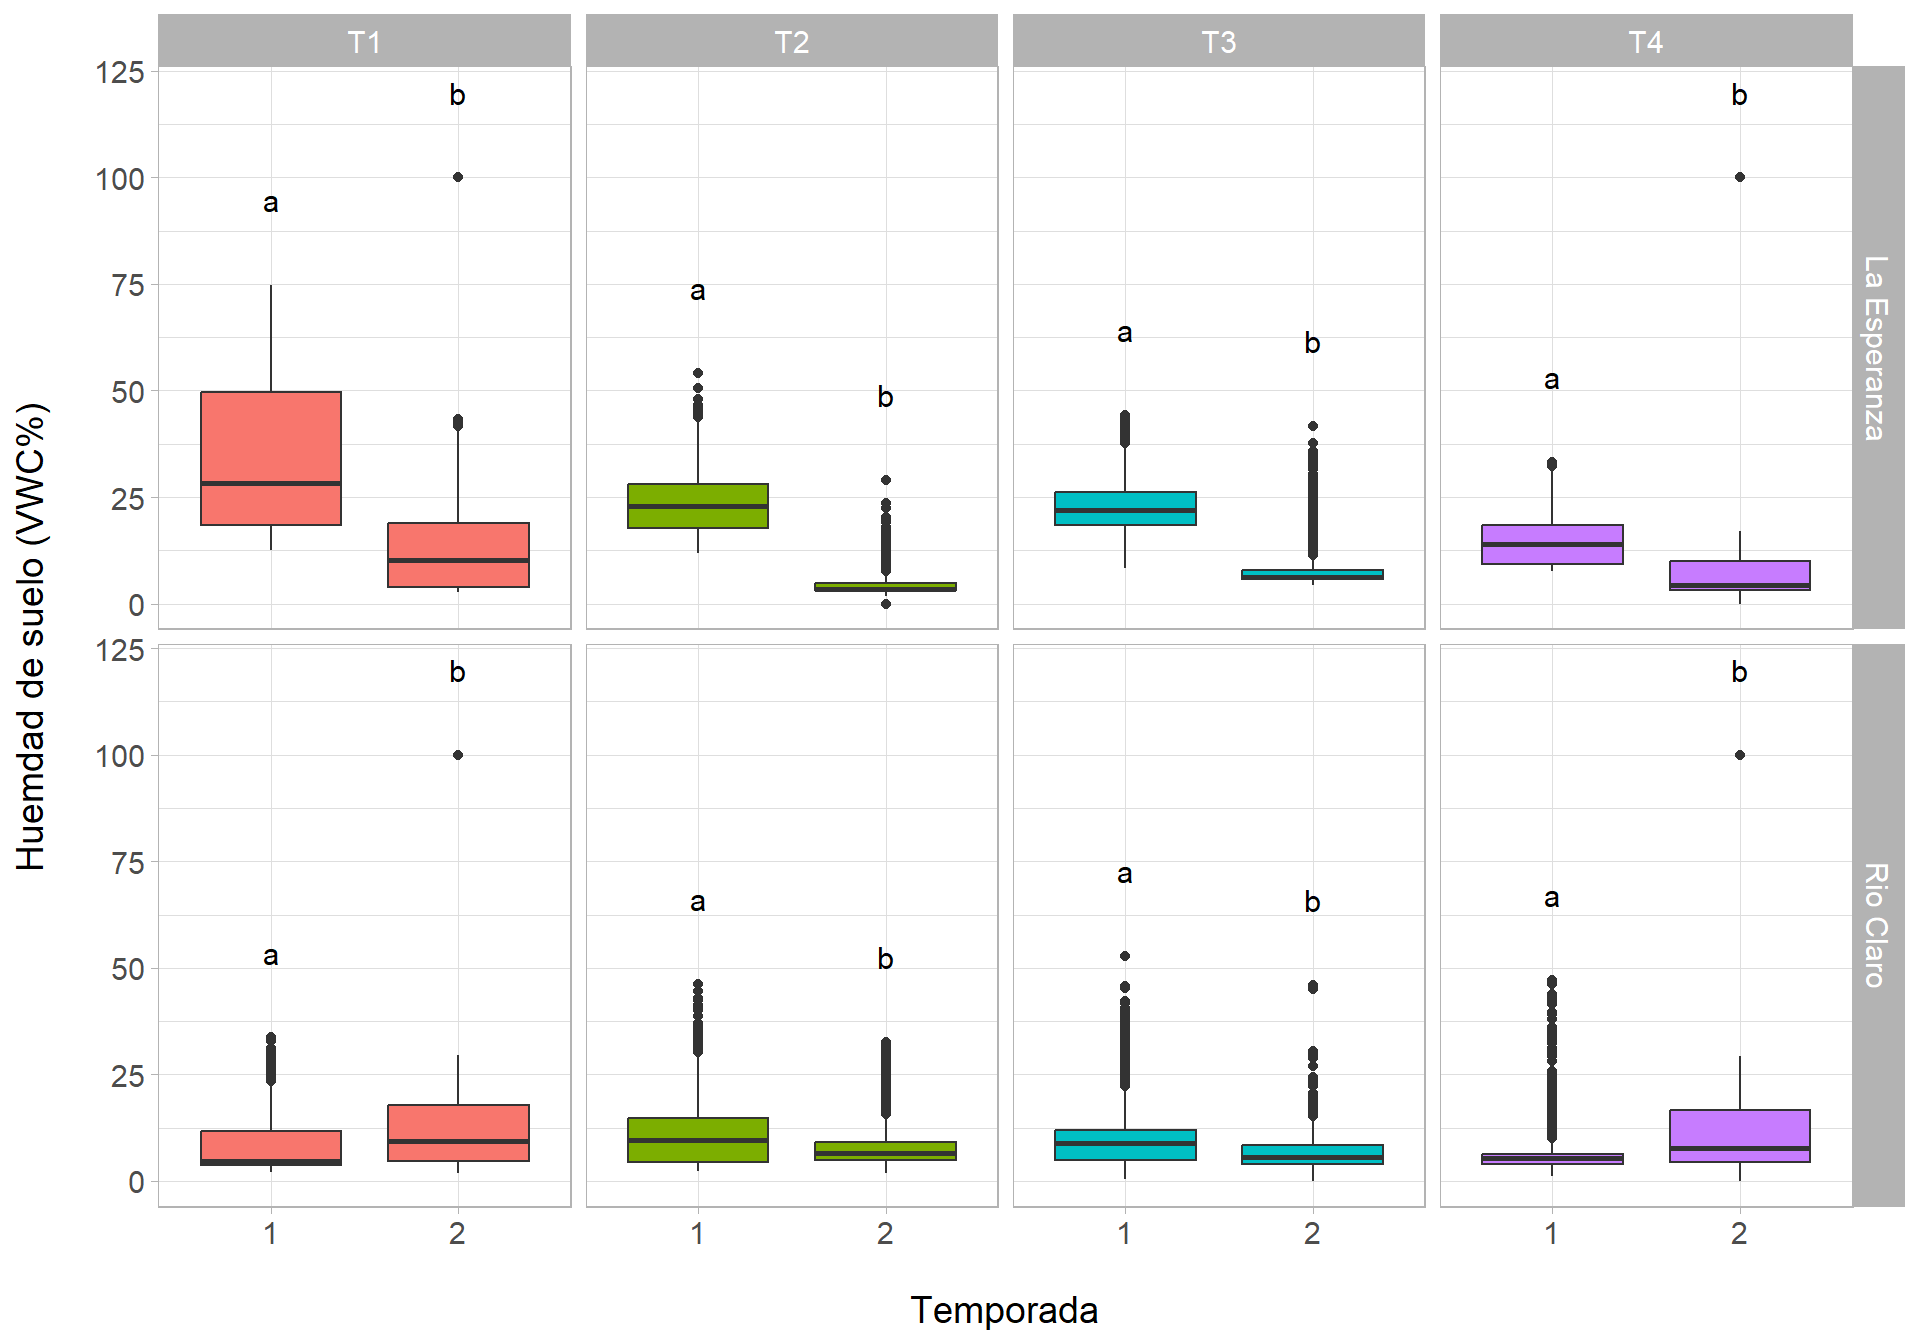 T1 T2 T3 T4
125
b b
100
a
75
a
a b
a
50
b
25
0
La Esperanza
Huemdad de suelo (VWC%)
125
b b
100
75
a
a b a
a b
50
25
0
Rio Claro
1 2 1 2 1 2 1 2
Temporada